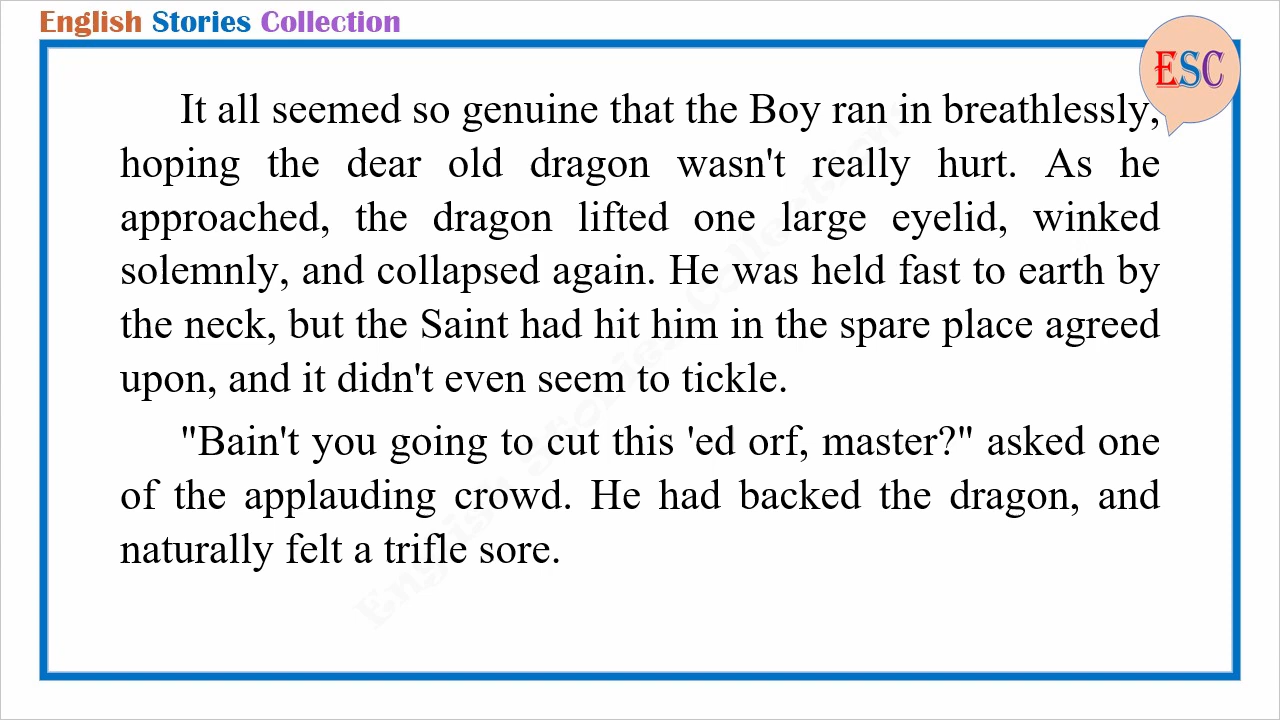 English Stories Collection
ESC
It all seemed so genuine that the Boy ran in breathlessly,
hoping the dear old dragon wasn't really hurt. As he
approached, the dragon lifted one large eyelid, winked
solemnly, and collapsed again. He was held fast to earth by
the neck, but the Saint had hit him in the spare place agreed
upon, and it didn't even seem to tickle.
"Bain't you going to cut this 'ed orf, master?" asked one
of the applauding crowd. He had backed the dragon, and
naturally felt a trifle sore.
English Stories Collection